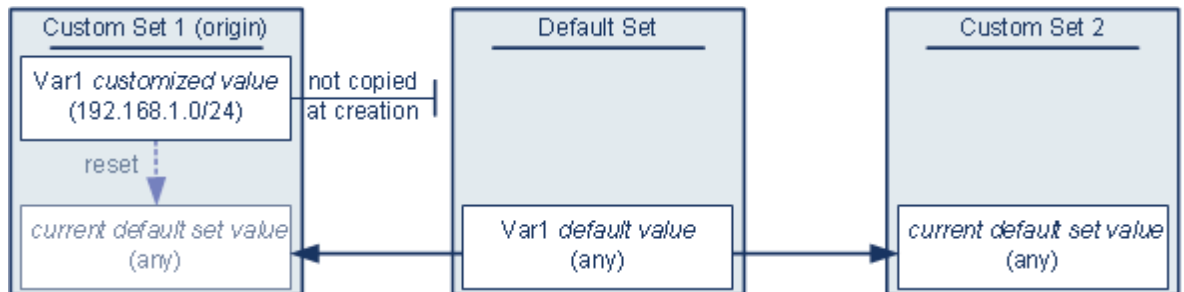 Custom Set 1 (origin)
Var1 customized value
(192.168.1.0/24)
not copied
at creation
reset
current default set value
(any)
Default Set
Var1 default value
(any)
Custom Set 2
current default set value
(any)